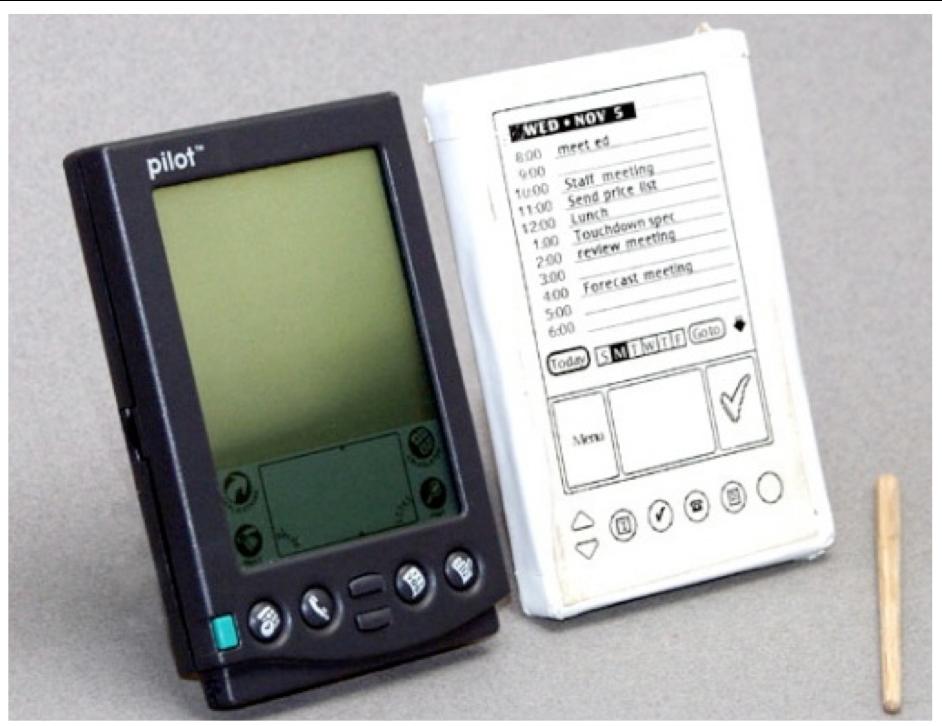 pilot™
WED • NOV 5
8:00 meet ed
9:00
10:00 Staff meeting
11:00 Send price list
12:00 Lunch
1:00 Touchdown spec
2:00 review meeting
3:00
4:00 Forecast meeting
5:00
6:00
Today S M T W T F Go to
Menu